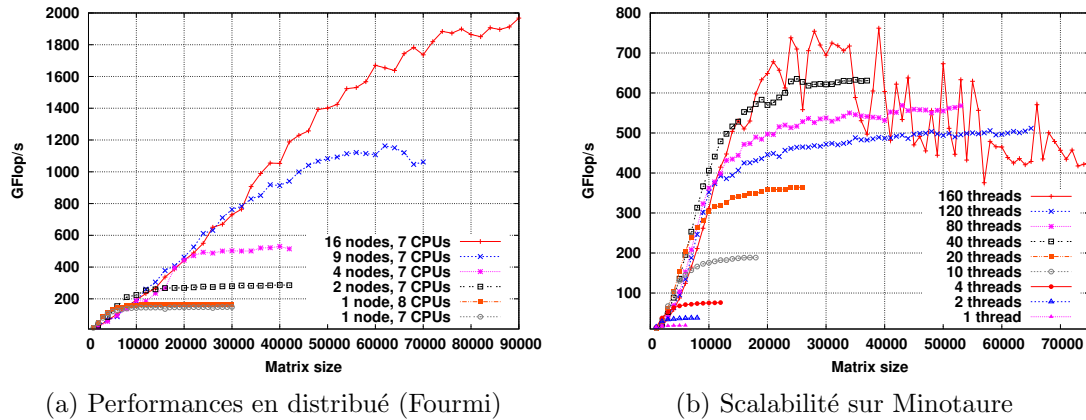 2000
1800
1600
1400
1200
1000
800
600
400
200
GFlop/s
0
10000
20000
30000
40000
50000
60000
70000
80000
90000
Matrix size
16 nodes, 7 CPUs
9 nodes, 7 CPUs
4 nodes, 7 CPUs
2 nodes, 7 CPUs
1 node, 8 CPUs
1 node, 7 CPUs
(a) Performances en distribué (Fourmi)
800
700
600
500
400
300
200
100
GFlop/s
0
10000
20000
30000
40000
50000
60000
70000
Matrix size
160 threads
120 threads
80 threads
40 threads
20 threads
10 threads
4 threads
2 threads
1 thread
(b) Scalabilité sur Minotaure